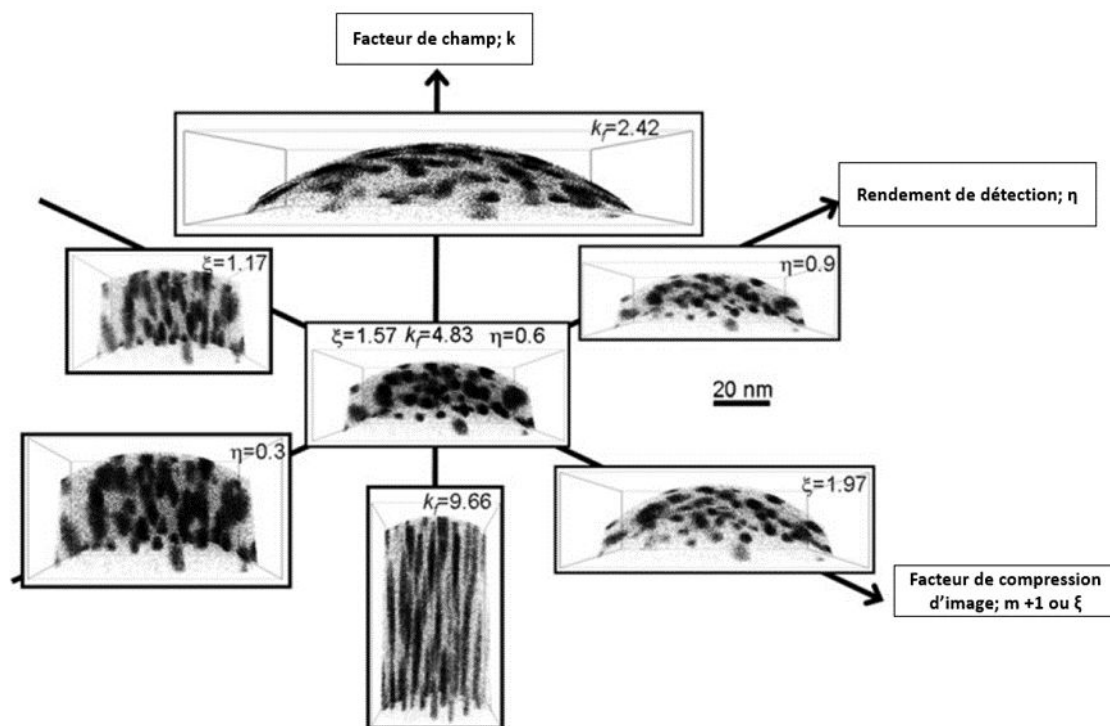 Facteur de champ; k
k_f=2.42
Rendement de détection; η
ξ=1.17
η=0.9
ξ=1.57 k_f=4.83 η=0.6
20 nm
η=0.3
k_f=9.66
ξ=1.97
Facteur de compression
d’image; m +1 ou ξ